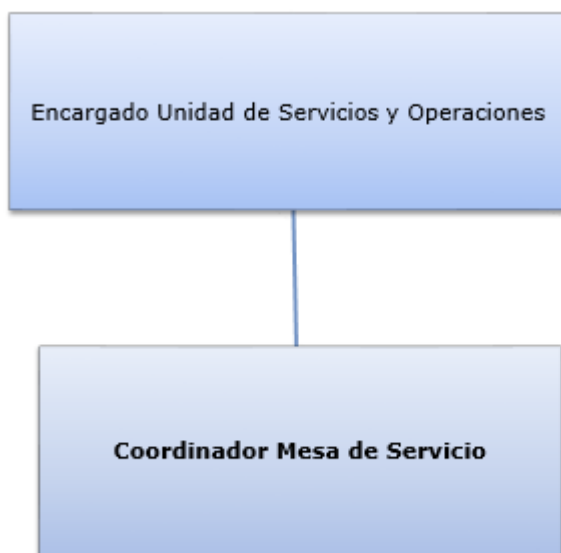 Encargado Unidad de Servicios y Operaciones
Coordinador Mesa de Servicio